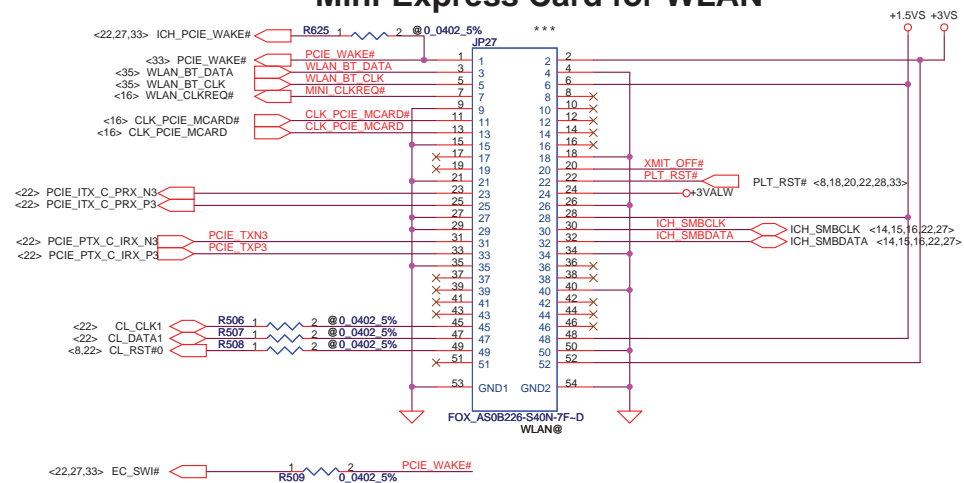 Mini Express Card for WLAN
+1.5VS +3VS
<22,27,33> ICH_PCIE_WAKE# R625 1 2 @0_0402_5% ***
JP27
<33> PCIE_WAKE# PCIE_WAKE# 1 1 2 2
<35> WLAN_BT_DATA WLAN_BT_DATA 3 3 4 4
<35> WLAN_BT_CLK WLAN_BT_CLK 5 5 6 6
<16> WLAN_CLKREQ# MINI_CLKREQ# 7 7 8 8
9 9 10 10
<16> CLK_PCIE_MCARD# CLK_PCIE_MCARD# 11 11 12 12
<16> CLK_PCIE_MCARD CLK_PCIE_MCARD 13 13 14 14
15 15 16 16
17 17 18 18
19 19 20 20 XMIT_OFF#
21 21 22 22 PLT_RST# PLT_RST# <8,18,20,22,28,33>
<22> PCIE_ITX_C_PRX_N3 23 23 24 24 +3VALW
<22> PCIE_ITX_C_PRX_P3 25 25 26 26
27 27 28 28
29 29 30 30 ICH_SMBCLK ICH_SMBCLK <14,15,16,22,27>
<22> PCIE_PTX_C_IRX_N3 PCIE_TXN3 31 31 32 32 ICH_SMBDATA ICH_SMBDATA <14,15,16,22,27>
<22> PCIE_PTX_C_IRX_P3 PCIE_TXP3 33 33 34 34
35 35 36 36
37 37 38 38
39 39 40 40
41 41 42 42
43 43 44 44
<22> CL_CLK1 R506 1 2 @0_0402_5% 45 45 46 46
<22> CL_DATA1 R507 1 2 @0_0402_5% 47 47 48 48
<8,22> CL_RST#0 R508 1 2 @0_0402_5% 49 49 50 50
51 51 52 52
53 GND1 GND2 54
FOX_AS0B226-S40N-7F~D
WLAN@
<22,27,33> EC_SWI# 1 2 PCIE_WAKE#
R509 0_0402_5%